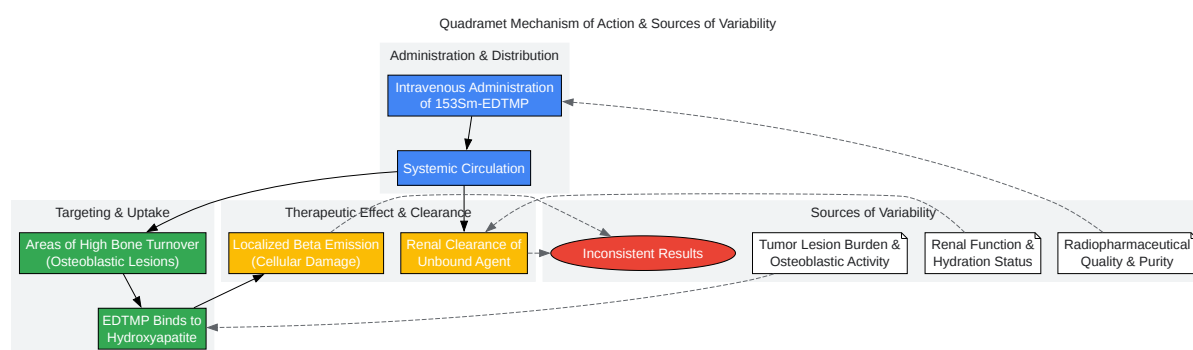 Quadramet Mechanism of Action & Sources of Variability
Administration & Distribution
Intravenous Administration
of 153Sm-EDTMP
Systemic Circulation
Targeting & Uptake
Therapeutic Effect & Clearance
Sources of Variability
Areas of High Bone Turnover
(Osteoblastic Lesions)
Localized Beta Emission
(Cellular Damage)
Renal Clearance of
Unbound Agent
Inconsistent Results
Tumor Lesion Burden &
Osteoblastic Activity
Renal Function &
Hydration Status
Radiopharmaceutical
Quality & Purity
EDTMP Binds to
Hydroxyapatite